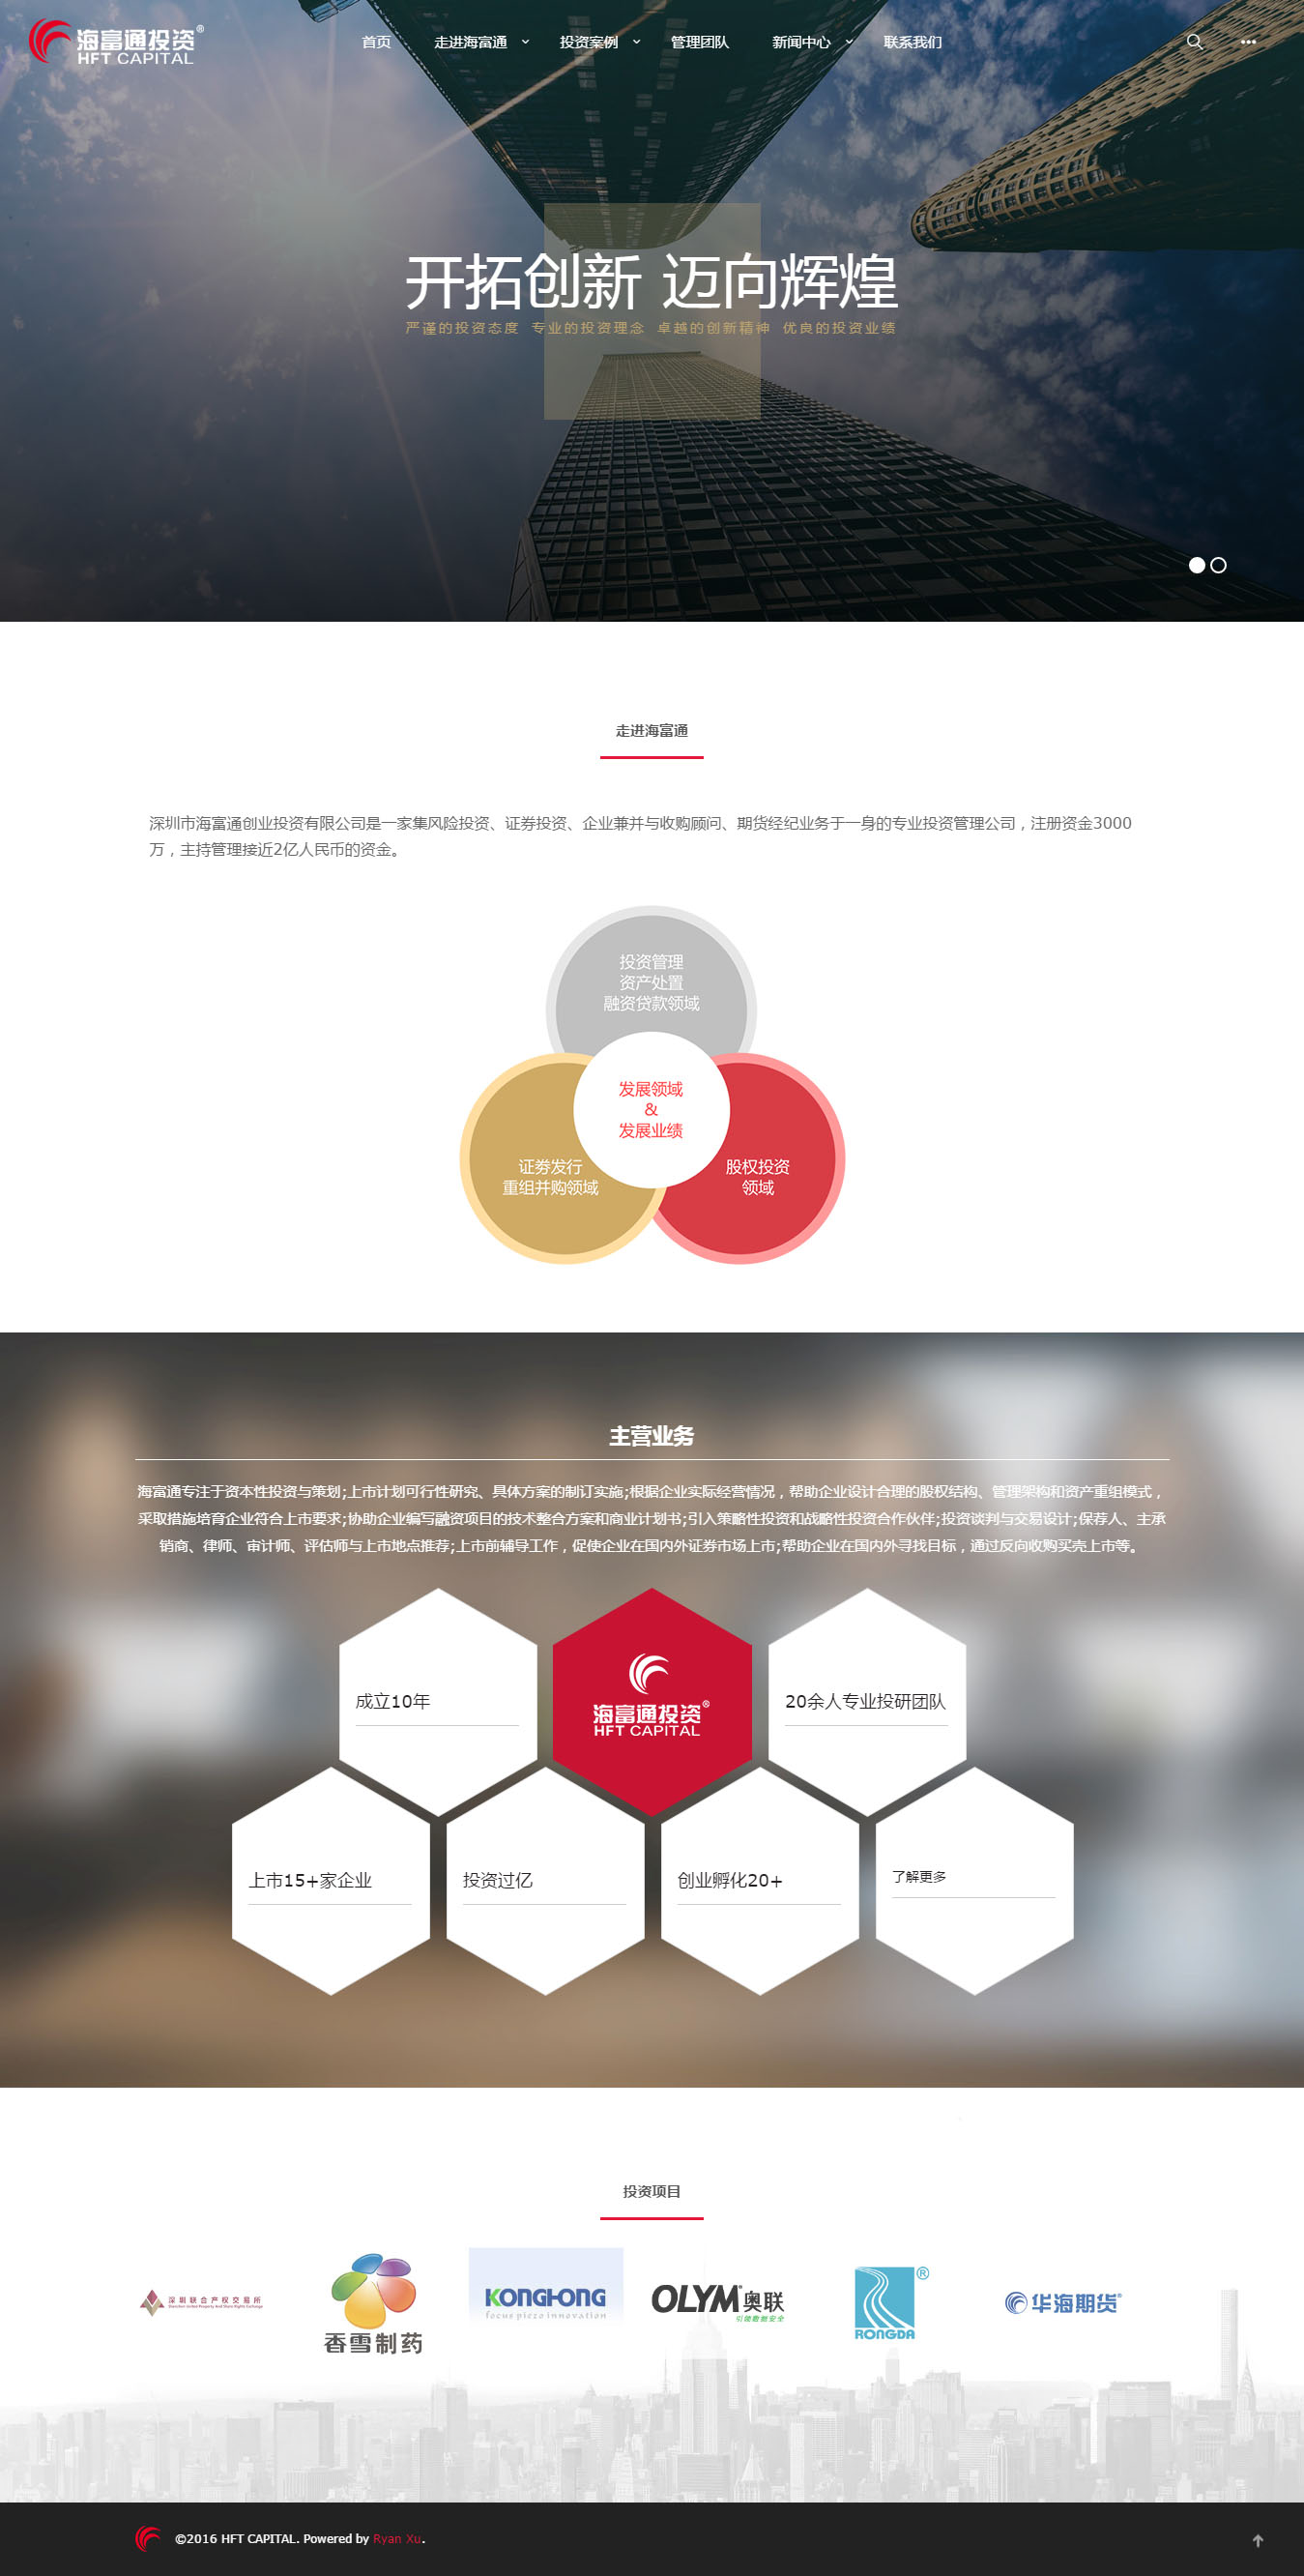 海富通投资®
HFT CAPITAL
首页 走进海富通 投资案例 管理团队 新闻中心 联系我们
开拓创新 迈向辉煌
严谨的投资态度 专业的投资理念 卓越的创新精神 优良的投资业绩
走进海富通
深圳市海富通创业投资有限公司是一家集风险投资、证券投资、企业兼并与收购顾问、期货经纪业务于一身的专业投资管理公司，注册资金3000
万，主持管理接近2亿人民币的资金。
投资管理
资产处置
融资贷款领域
发展领域
&
发展业绩
证劵发行
重组并购领域
股权投资
领域
主营业务
海富通专注于资本性投资与策划;上市计划可行性研究、具体方案的制订实施;根据企业实际经营情况，帮助企业设计合理的股权结构、管理架构和资产重组模式，
采取措施培育企业符合上市要求;协助企业编写融资项目的技术整合方案和商业计划书;引入策略性投资和战略性投资合作伙伴;投资谈判与交易设计;保荐人、主承
销商、律师、审计师、评估师与上市地点推荐;上市前辅导工作，促使企业在国内外证券市场上市;帮助企业在国内外寻找目标，通过反向收购买壳上市等。
成立10年
海富通投资®
HFT CAPITAL
20余人专业投研团队
上市15+家企业
投资过亿
创业孵化20+
了解更多
投资项目
深圳联合产权交易所
Shenzhen United Property And Share Rights Exchange
香雪制药
KONGHONG
focus piezo innovation
OLYM®奥联
引领数据安全
RONGDA®
华海期货
©2016 HFT CAPITAL. Powered by Ryan Xu.